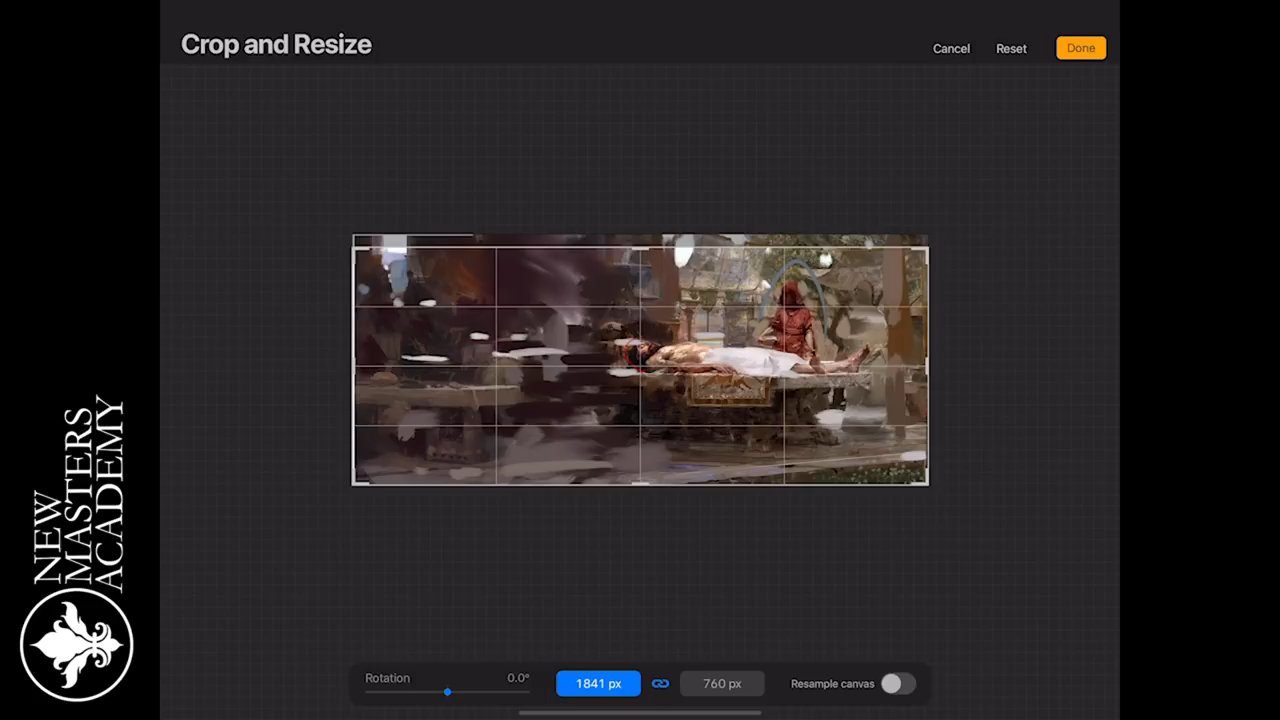 Crop and Resize
Cancel
Reset
Done
NEW
MASTERS
ACADEMY
Rotation
0.0°
1841 px
760 px
Resample canvas